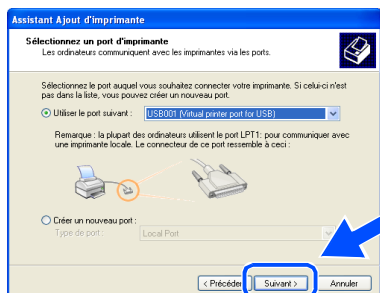 Assistant Ajout d'imprimante
Sélectionnez un port d'imprimante
Les ordinateurs communiquent avec les imprimantes via les ports.
Sélectionnez le port auquel vous souhaitez connecter votre imprimante. Si celui-ci n'est
pas dans la liste, vous pouvez créer un nouveau port.
Utiliser le port suivant :
USB001 (Virtual printer port for USB)
Remarque : la plupart des ordinateurs utilisent le port LPT1: pour communiquer avec
une imprimante locale. Le connecteur de ce port ressemble à ceci :
Créer un nouveau port :
Type de port :
Local Port
< Précéden
Suivant >
Annuler